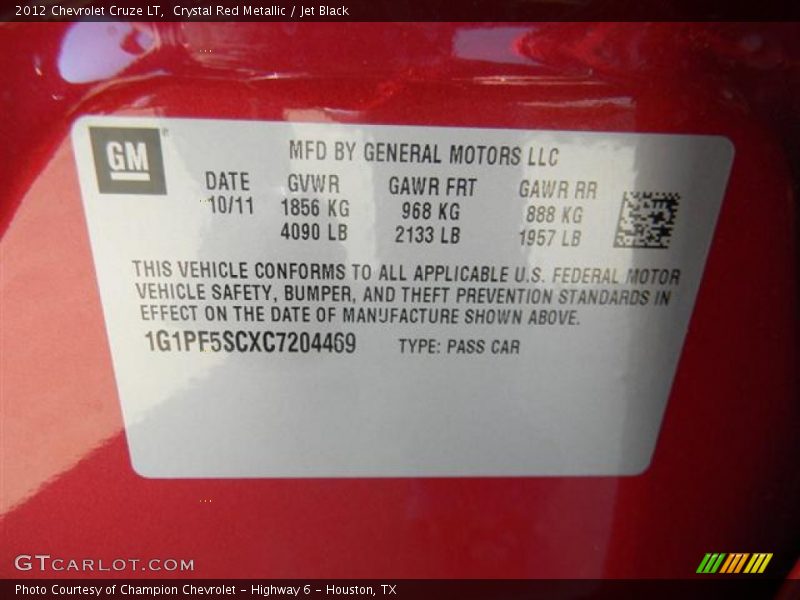 2012 Chevrolet Cruze LT,  Crystal Red Metallic / Jet Black
GM
MFD BY GENERAL MOTORS LLC
DATE GVWR GAWR FRT GAWR RR
10/11 1856 KG 968 KG 888 KG
4090 LB 2133 LB 1957 LB
THIS VEHICLE CONFORMS TO ALL APPLICABLE U.S. FEDERAL MOTOR
VEHICLE SAFETY, BUMPER, AND THEFT PREVENTION STANDARDS IN
EFFECT ON THE DATE OF MANUFACTURE SHOWN ABOVE.
1G1PF5SCXC7204469 TYPE: PASS CAR
GTCARLOT.COM
Photo Courtesy of Champion Chevrolet - Highway 6 - Houston, TX